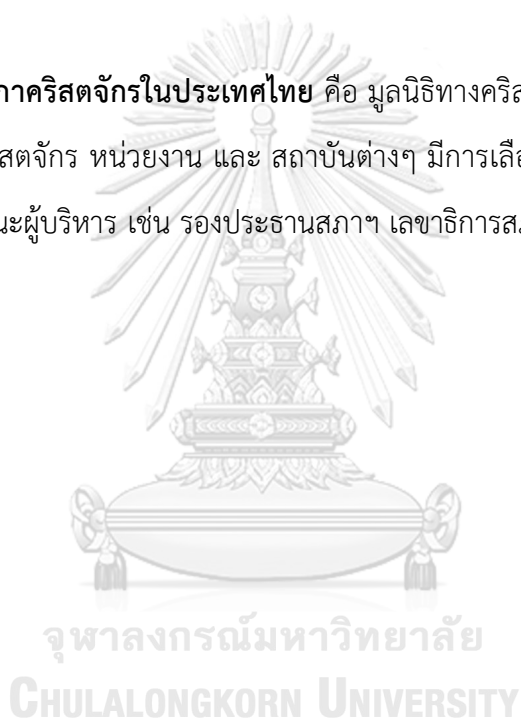 ภาคริสตจักรในประเทศไทย คือ มูลนิธิทางคริส
สตจักร หน่วยงาน และ สถาบันต่างๆ มีการเลือ
ณะผู้บริหาร เช่น รองประธานสภาฯ เลขาธิการส
จุฬาลงกรณ์มหาวิทยาลัย
CHULALONGKORN UNIVERSITY